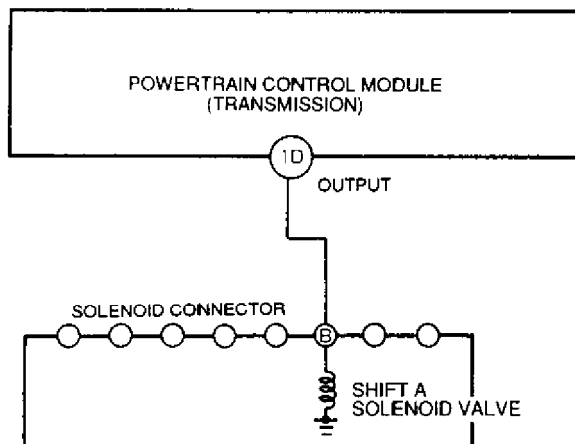 POWERTRAIN CONTROL MODULE
(TRANSMISSION)
1D
OUTPUT
SOLENOID CONNECTOR
B
SHIFT A
SOLENOID VALVE